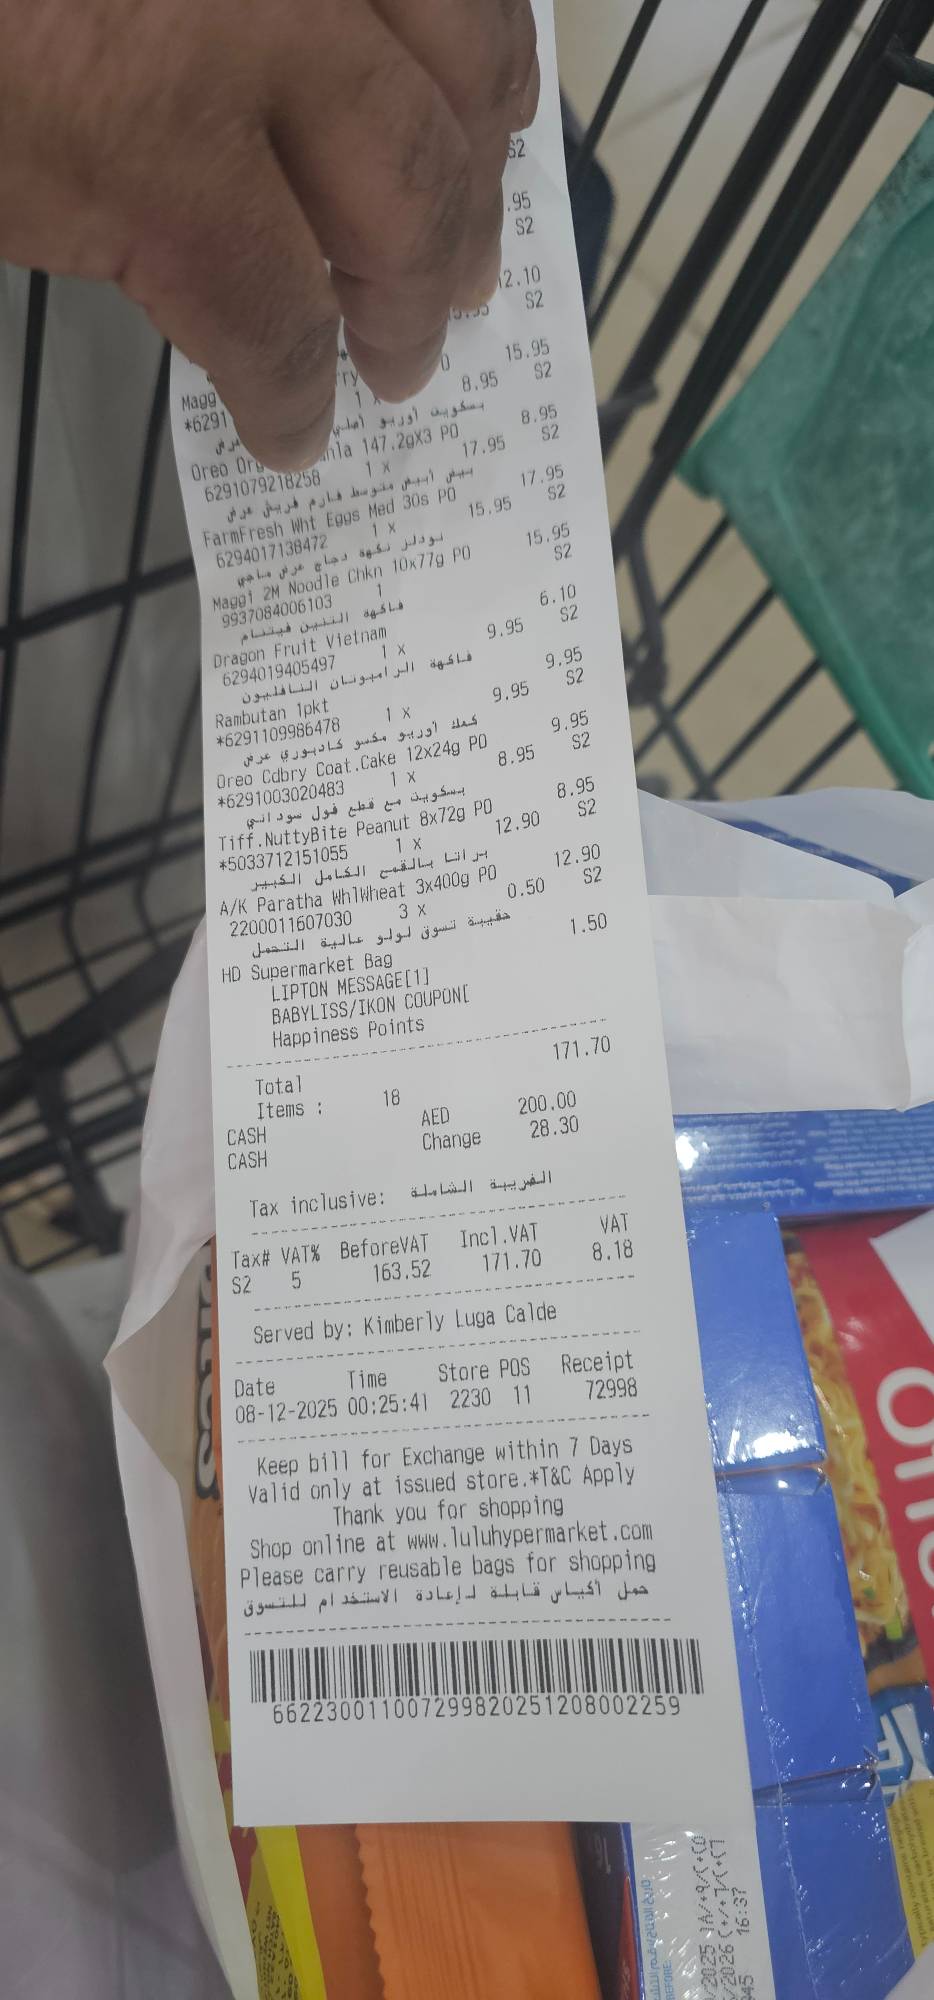 S2
.95
S2
2.10
S2
15.95
Magg
8.95 S2
*6291 1 X
بسكويت أوريو أصلي
8.95
Oreo Org nla 147.2gX3 PO
17.95 S2
6291079218258 1 X
بيض أبيض متوسط فارم فريش عرض
17.95
FarmFresh Wht Eggs Med 30s PO
15.95 S2
6294017138472 1 X
نودلز نكهة دجاج عرض ماجي
15.95
Maggi 2M Noodle Chkn 10x77g PO
S2
9937084006103 1
فاكهة التنين فيتنام
6.10
Dragon Fruit Vietnam
9.95 S2
6294019405497 1 X
فاكهة الرامبوتان التايلنديون
9.95
Rambutan 1pkt
9.95 S2
*6291109986478 1 X
كعك أوريو مكسو كادبوري عرض
9.95
Oreo Cdbry Coat.Cake 12x24g PO
8.95 S2
*6291003020483 1 X
بسكويت مع قطع فول سوداني
8.95
Tiff.NuttyBite Peanut 8x72g PO
12.90 S2
*5033712151055 1 X
براتا بالقمح الكامل الكبير
12.90
A/K Paratha WhlWheat 3x400g PO
0.50 S2
2200011607030 3 X
حقيبة تسوق لولو عالية التحمل
1.50
HD Supermarket Bag
LIPTON MESSAGE[1]
BABYLISS/IKON COUPON[
Happiness Points
Total 171.70
Items : 18
CASH AED 200.00
CASH Change 28.30
Tax inclusive: الضريبة الشاملة
Tax# VAT% BeforeVAT Incl.VAT VAT
S2 5 163.52 171.70 8.18
Served by: Kimberly Luga Calde
Date Time Store POS Receipt
08-12-2025 00:25:41 2230 11 72998
Keep bill for Exchange within 7 Days
Valid only at issued store.*T&C Apply
Thank you for shopping
Shop online at www.luluhypermarket.com
Please carry reusable bags for shopping
حمل أكياس قابلة لإعادة الاستخدام للتسوق
6622300110072998202512080022​59
16:37